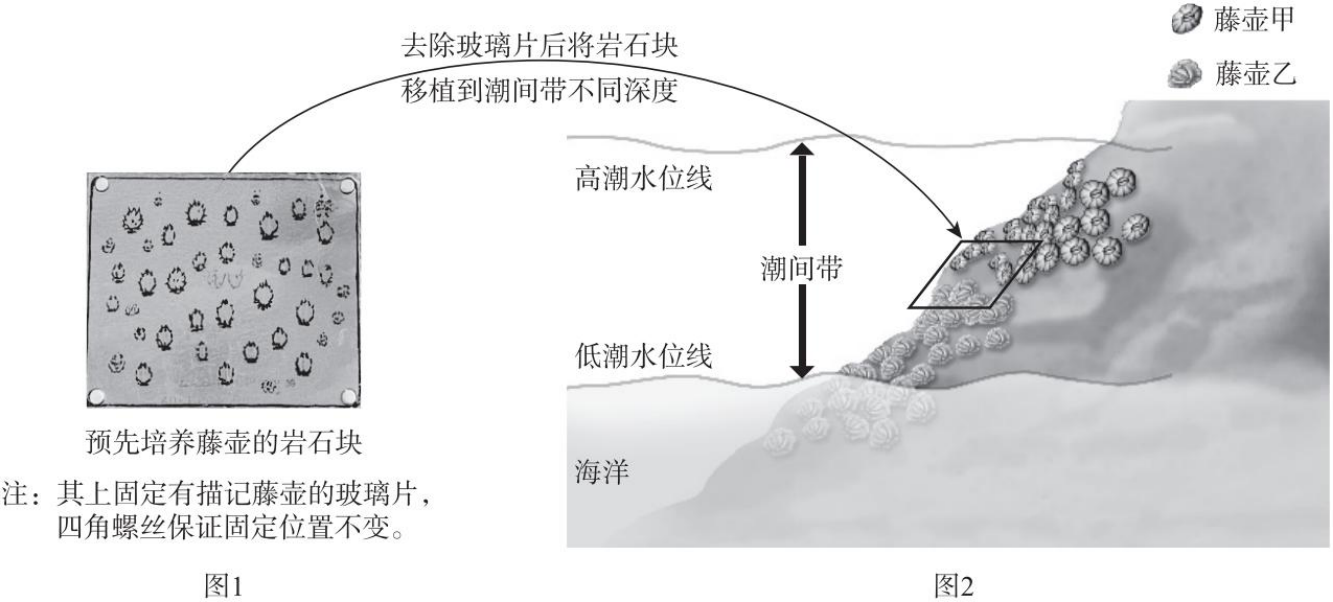 去除玻璃片后将岩石块
移植到潮间带不同深度
藤壶甲
藤壶乙
高潮水位线
潮间带
低潮水位线
海洋
预先培养藤壶的岩石块
注：其上固定有描记藤壶的玻璃片，
四角螺丝保证固定位置不变。
图1
图2